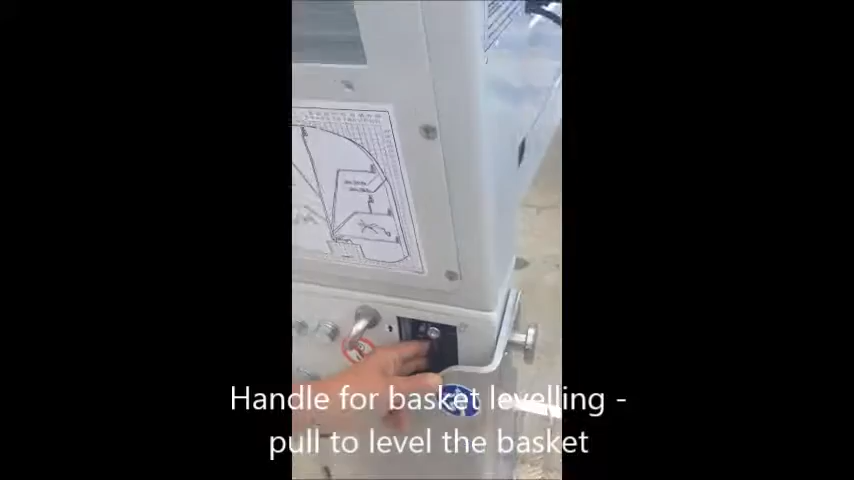 Handle for basket levelling -
pull to level the basket